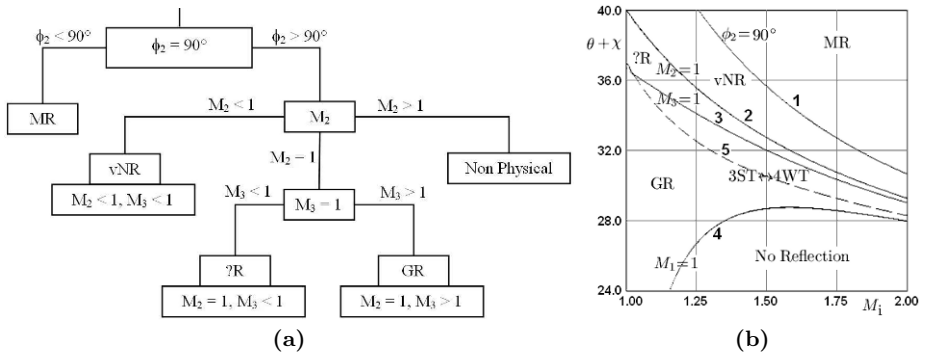 ϕ₂ < 90°
ϕ₂ = 90°
ϕ₂ > 90°
MR
M₂ < 1
M₂
M₂ > 1
vNR
M₂ < 1, M₃ < 1
M₂ = 1
Non Physical
M₃ < 1
M₃ = 1
M₃ > 1
?R
M₂ = 1, M₃ < 1
GR
M₂ = 1, M₃ > 1
(a)
40.0
θ + χ
36.0
32.0
28.0
24.0
ϕ₂ = 90°
MR
?R
M₂ = 1
vNR
M₃ = 1
1
2
3
5
3ST↔4WT
GR
4
M₁ = 1
No Reflection
1.00
1.25
1.50
1.75
Mᵢ
2.00
(b)